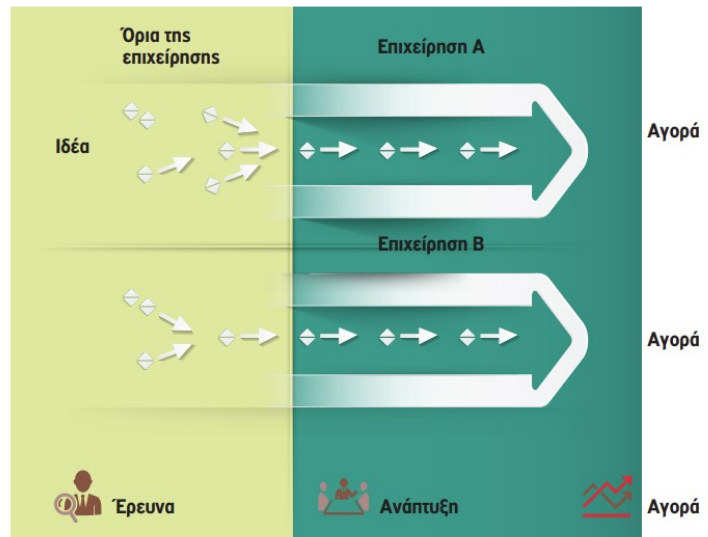 Όρια της
επιχείρησης
Επιχείρηση Α
Ιδέα
Αγορά
Επιχείρηση Β
Αγορά
Έρευνα
Ανάπτυξη
Αγορά